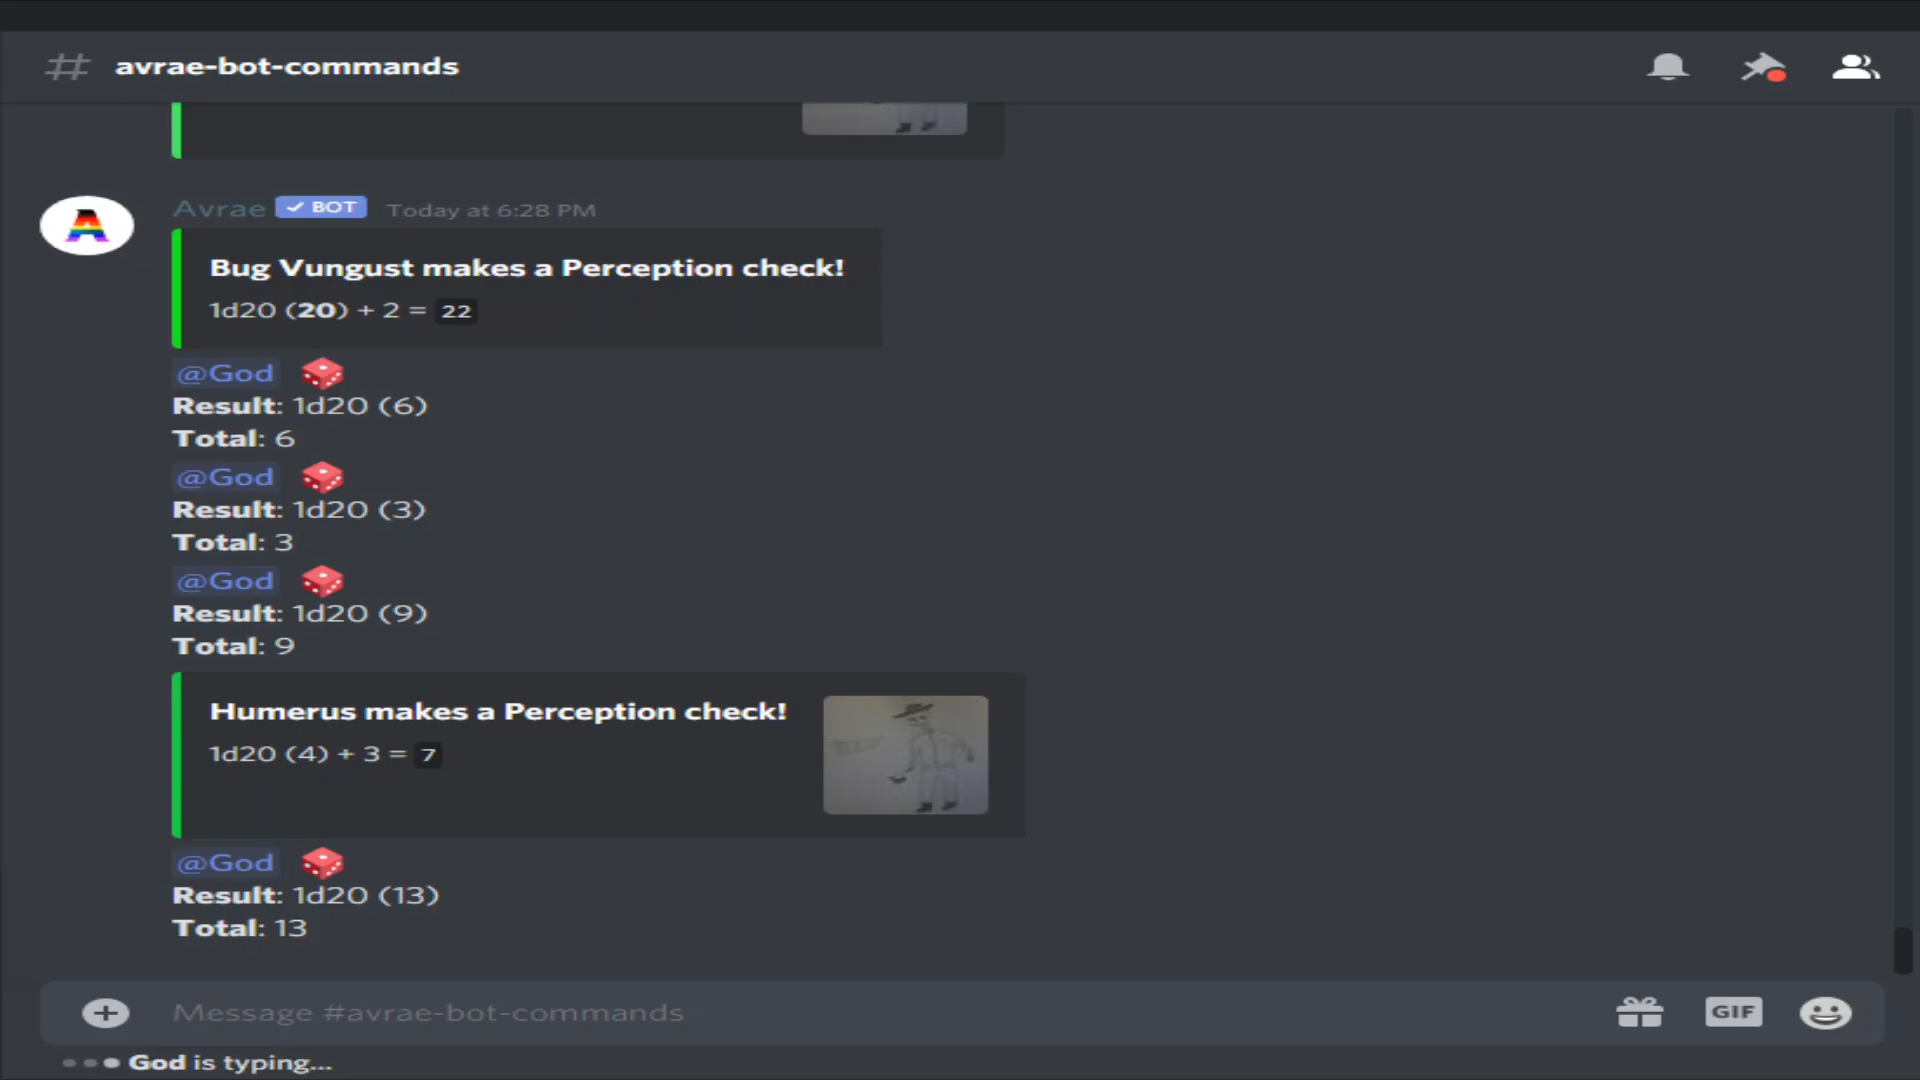 # avrae-bot-commands
A
Avrae ✓ BOT Today at 6:28 PM
Bug Vungust makes a Perception check!
1d20 (20) + 2 = 22
@God
Result: 1d20 (6)
Total: 6
@God
Result: 1d20 (3)
Total: 3
@God
Result: 1d20 (9)
Total: 9
Humerus makes a Perception check!
1d20 (4) + 3 = 7
@God
Result: 1d20 (13)
Total: 13
Message #avrae-bot-commands
GIF
God is typing...